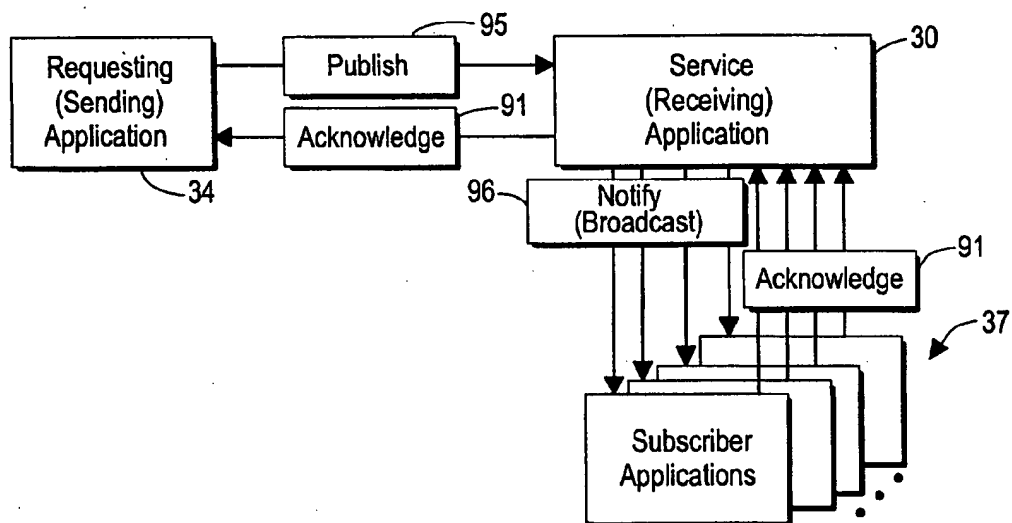 95
30
Requesting
(Sending)
Application
Publish
Service
(Receiving)
Application
91
Acknowledge
34
96
Notify
(Broadcast)
91
Acknowledge
37
Subscriber
Applications